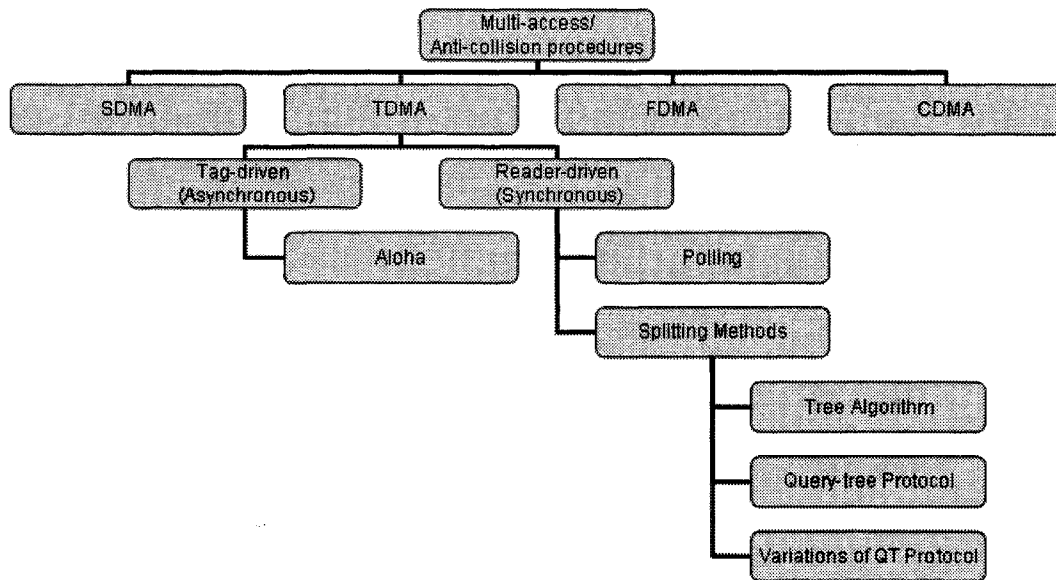 Multi-access/
Anti-collision procedures
SDMA
TDMA
FDMA
CDMA
Tag-driven
(Asynchronous)
Reader-driven
(Synchronous)
Aloha
Polling
Splitting Methods
Tree Algorithm
Query-tree Protocol
Variations of QT Protocol